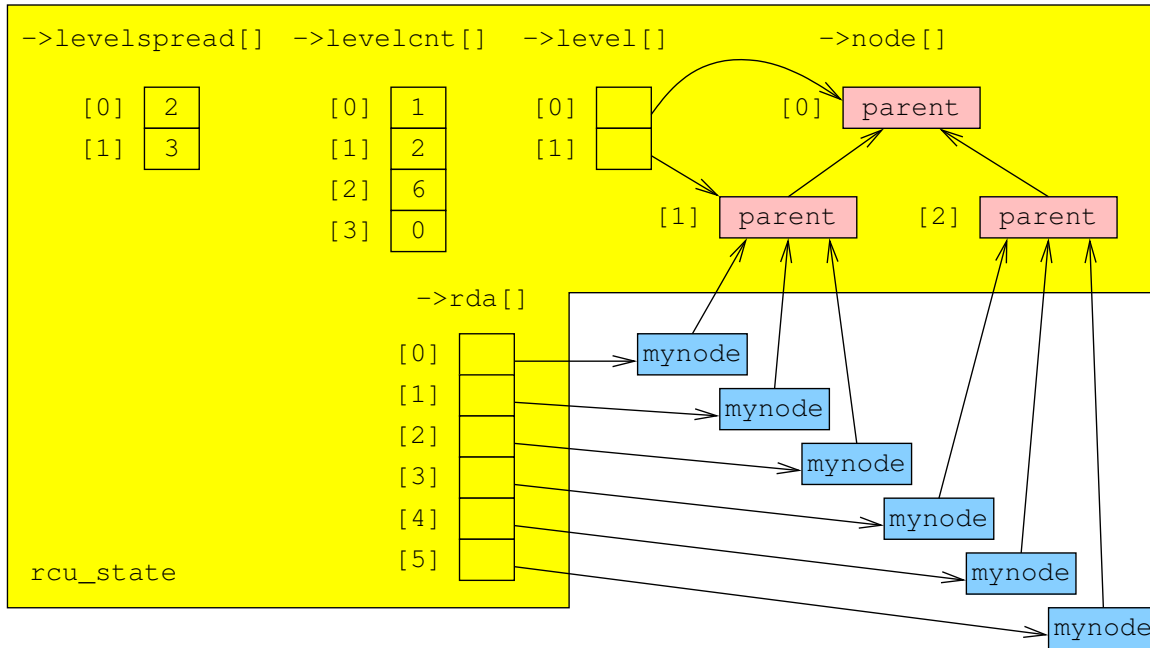 ->levelspread[] ->levelcnt[] ->level[] ->node[]
[0] 2 [0] 1 [0] [0] parent
[1] 3 [1] 2 [1]
[2] 6
[1] parent [2] parent
[3] 0
->rda[]
[0] mynode
[1] mynode
[2] mynode
[3] mynode
[4] mynode
[5] mynode
rcu_state